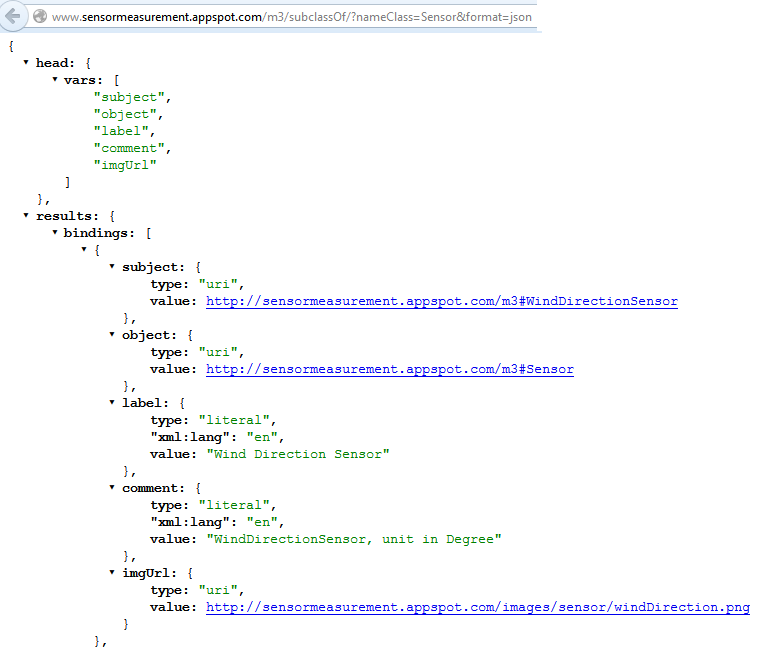 www.sensormeasurement.appspot.com/m3/subclassOf/?nameClass=Sensor&format=json
{
head: {
vars: [
"subject",
"object",
"label",
"comment",
"imgUrl"
]
},
results: {
bindings: [
{
subject: {
type: "uri",
value: http://sensormeasurement.appspot.com/m3#WindDirectionSensor
},
object: {
type: "uri",
value: http://sensormeasurement.appspot.com/m3#Sensor
},
label: {
type: "literal",
"xml:lang": "en",
value: "Wind Direction Sensor"
},
comment: {
type: "literal",
"xml:lang": "en",
value: "WindDirectionSensor, unit in Degree"
},
imgUrl: {
type: "uri",
value: http://sensormeasurement.appspot.com/images/sensor/windDirection.png
}
},